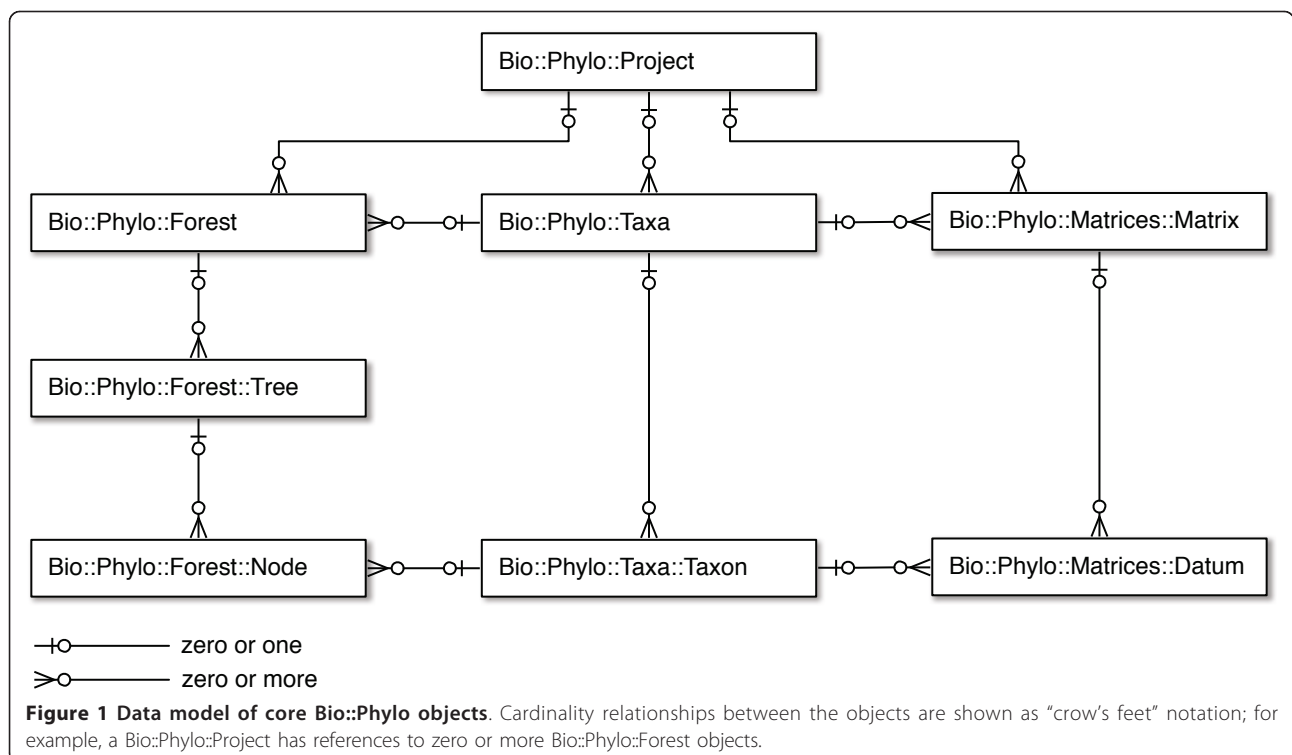 Bio::Phylo::Project
Bio::Phylo::Forest
Bio::Phylo::Taxa
Bio::Phylo::Matrices::Matrix
Bio::Phylo::Forest::Tree
Bio::Phylo::Forest::Node
Bio::Phylo::Taxa::Taxon
Bio::Phylo::Matrices::Datum
zero or one
zero or more
Figure 1 Data model of core Bio::Phylo objects. Cardinality relationships between the objects are shown as “crow’s feet” notation; for
example, a Bio::Phylo::Project has references to zero or more Bio::Phylo::Forest objects.